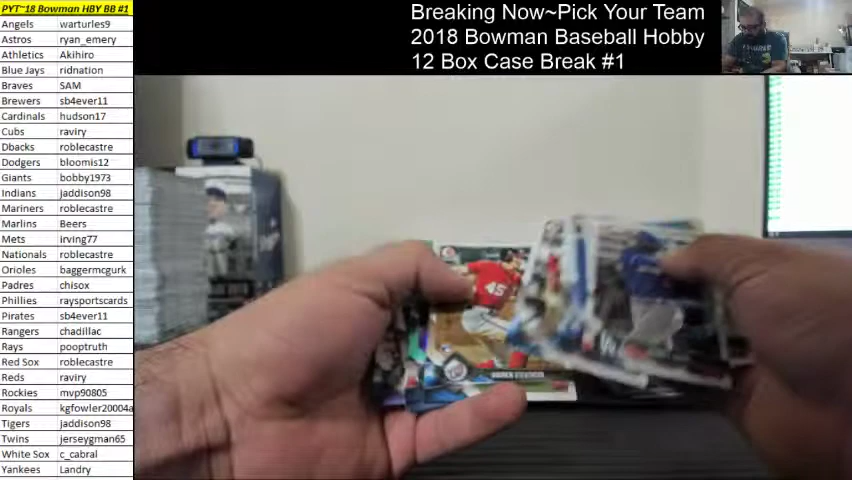 PYT~18 Bowman HBY BB #1
Angels warturles9
Astros ryan_emery
Athletics Akihiro
Blue Jays ridnation
Braves SAM
Brewers sb4ever11
Cardinals hudson17
Cubs raviry
Dbacks roblecastre
Dodgers bloomis12
Giants bobby1973
Indians jaddison98
Mariners roblecastre
Marlins Beers
Mets irving77
Nationals roblecastre
Orioles baggermcgurk
Padres chisox
Phillies raysportscards
Pirates sb4ever11
Rangers chadillac
Rays pooptruth
Red Sox roblecastre
Reds raviry
Rockies mvp90805
Royals kgfowler20004a
Tigers jaddison98
Twins jerseygman65
White Sox c_cabral
Yankees Landry
Breaking Now~Pick Your Team
2018 Bowman Baseball Hobby
12 Box Case Break #1
45